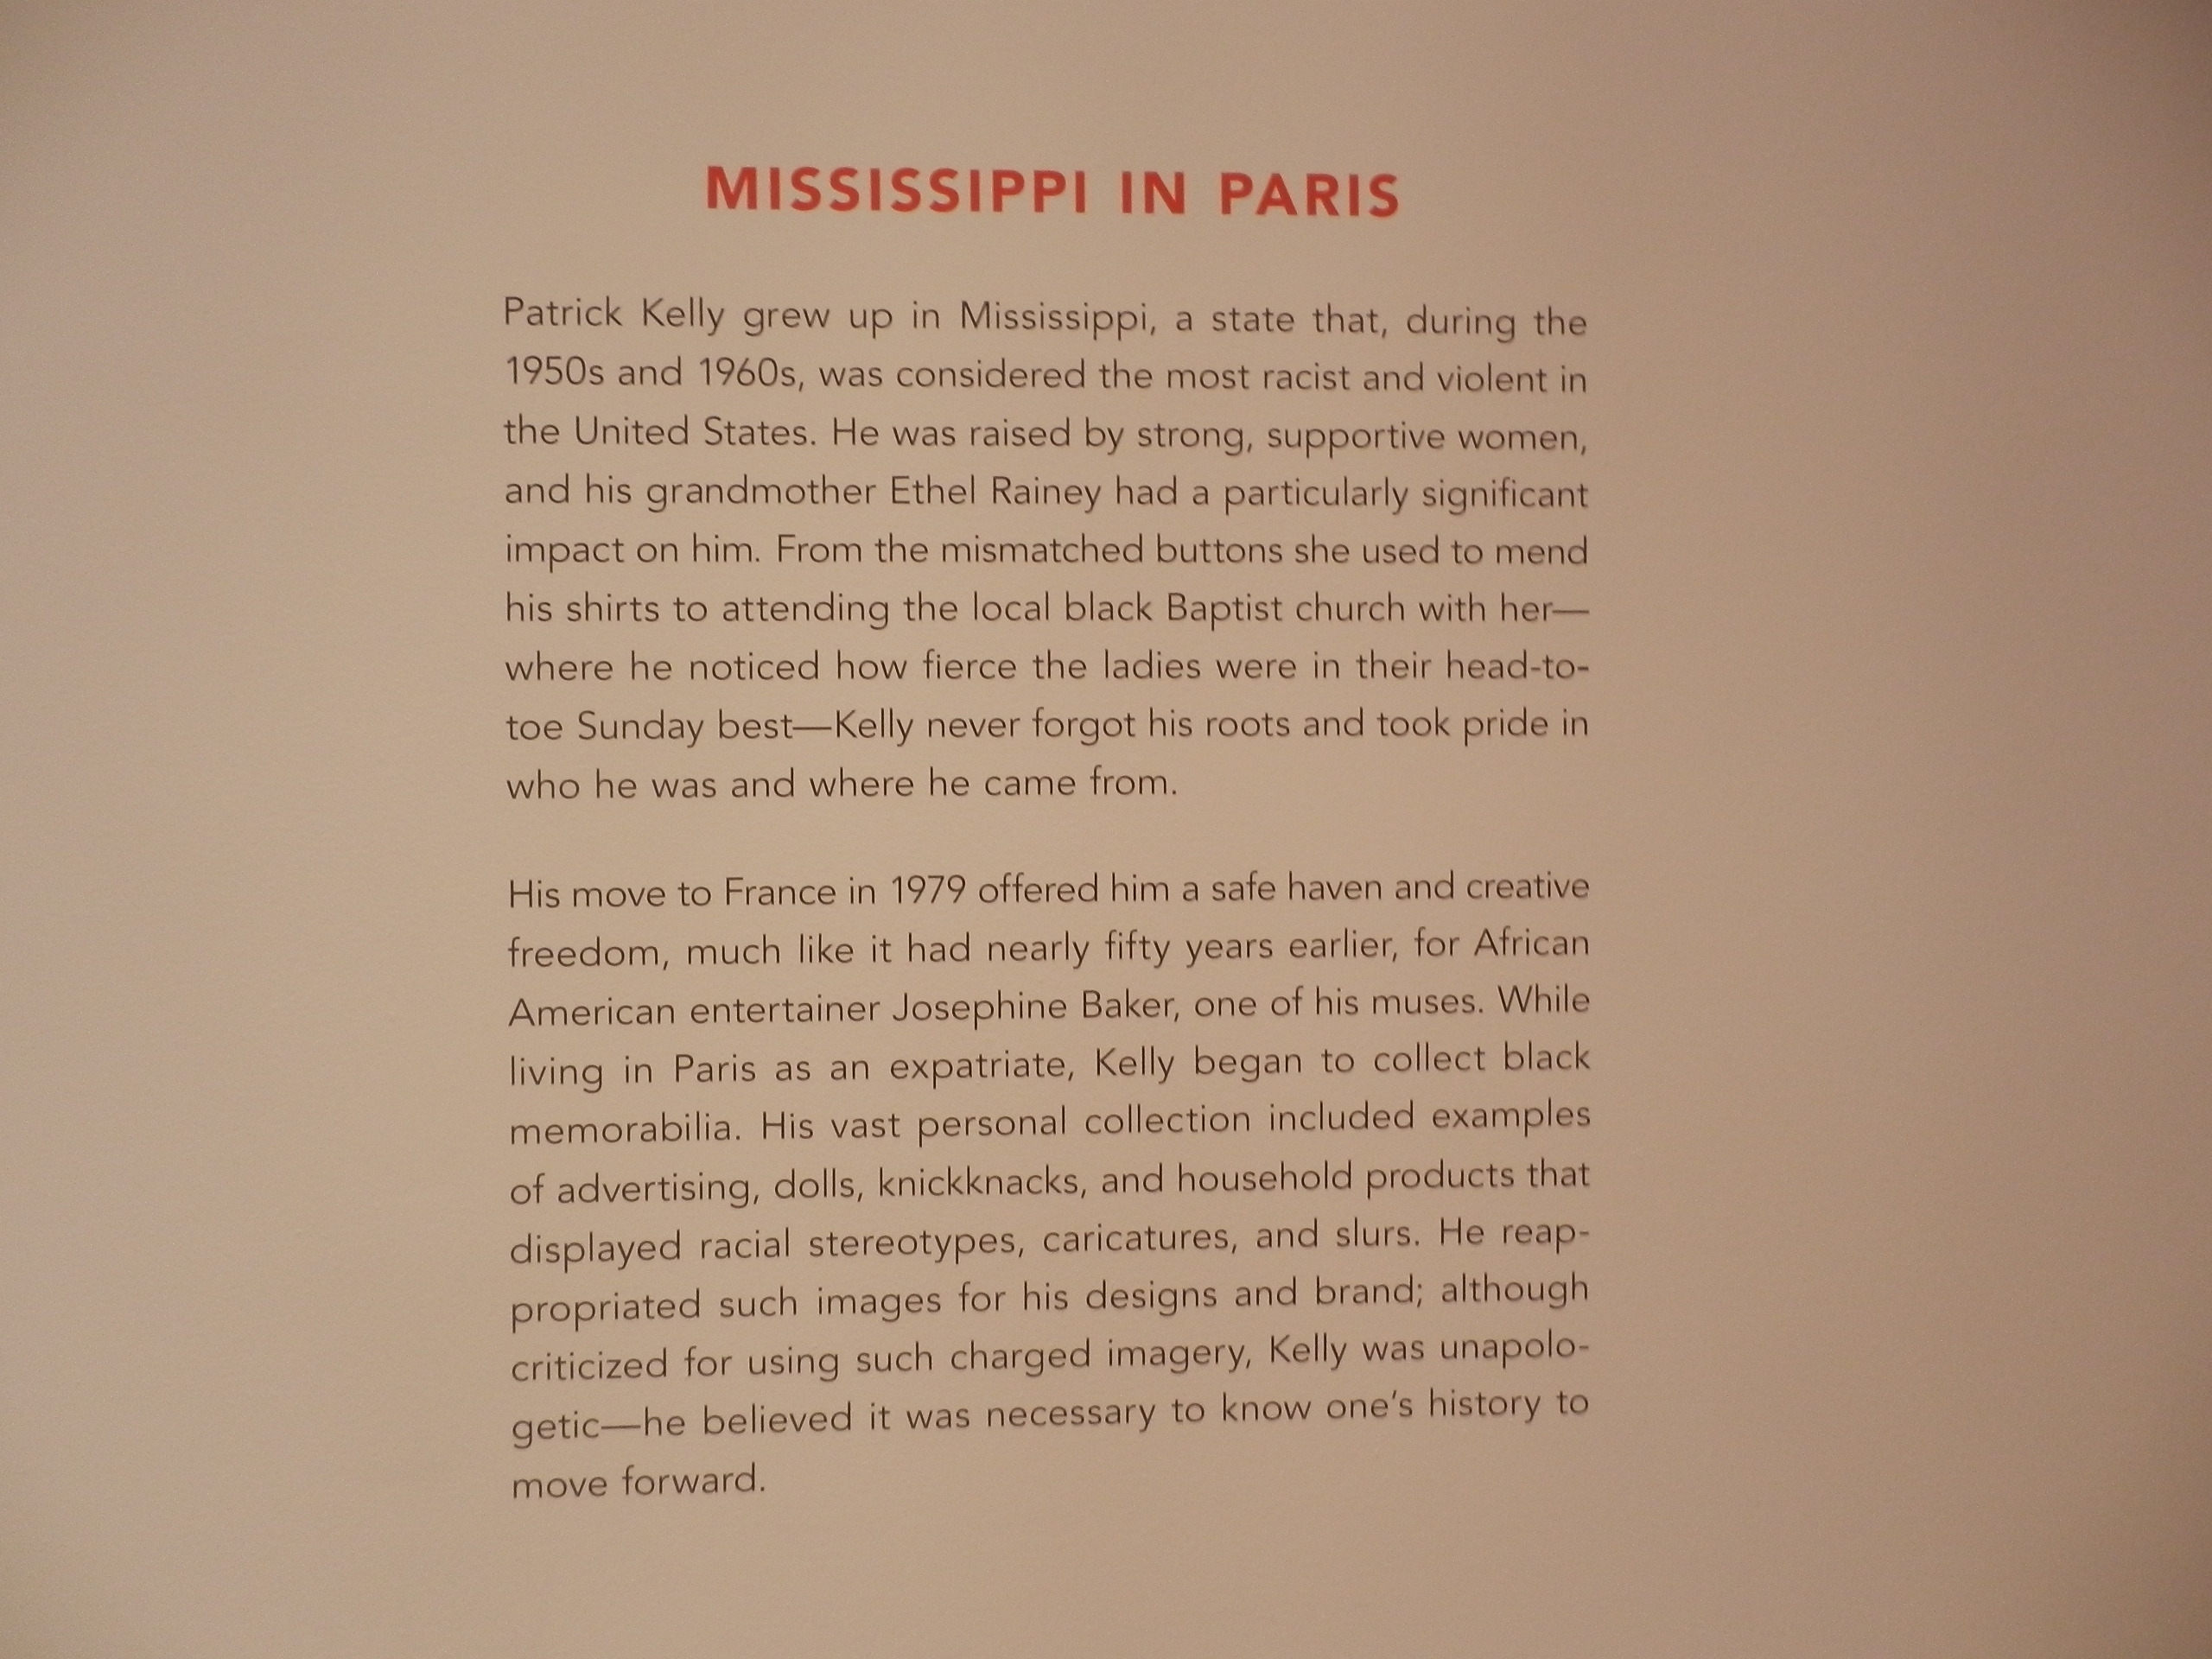 MISSISSIPPI IN PARIS
Patrick Kelly grew up in Mississippi, a state that, during the
1950s and 1960s, was considered the most racist and violent in
the United States. He was raised by strong, supportive women,
and his grandmother Ethel Rainey had a particularly significant
impact on him. From the mismatched buttons she used to mend
his shirts to attending the local black Baptist church with her—
where he noticed how fierce the ladies were in their head-to-
toe Sunday best—Kelly never forgot his roots and took pride in
who he was and where he came from.
His move to France in 1979 offered him a safe haven and creative
freedom, much like it had nearly fifty years earlier, for African
American entertainer Josephine Baker, one of his muses. While
living in Paris as an expatriate, Kelly began to collect black
memorabilia. His vast personal collection included examples
of advertising, dolls, knickknacks, and household products that
displayed racial stereotypes, caricatures, and slurs. He reap-
propriated such images for his designs and brand; although
criticized for using such charged imagery, Kelly was unapolo-
getic—he believed it was necessary to know one’s history to
move forward.